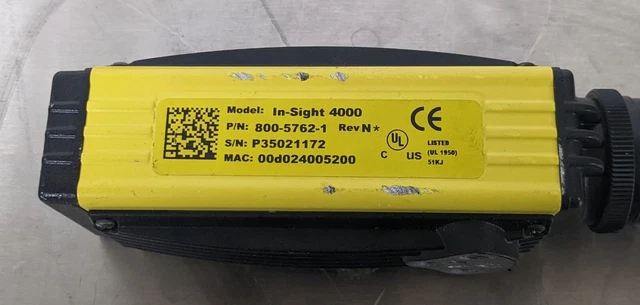 Model: In-Sight 4000
P/N: 800-5762-1 Rev N*
S/N: P35021172
MAC: 00d024005200
CE
UL
C US
LISTED
(UL 1950)
51KJ